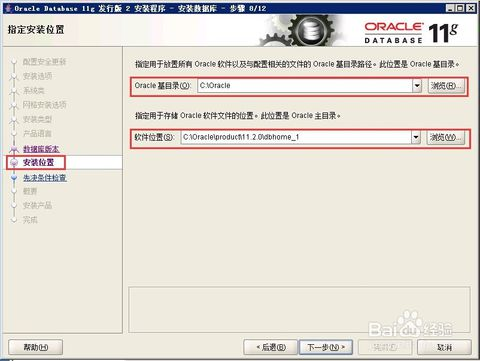 Oracle Database 11g 发行版 2 安装程序 - 安装数据库 - 步骤 8/12
指定安装位置
ORACLE 11g
DATABASE
配置安全更新
安装选项
系统类
网格安装选项
安装类型
产品语言
数据库版本
安装位置
先决条件检查
概要
安装产品
完成
指定用于放置所有 Oracle 软件以及与配置相关的文件的 Oracle 基目录路径。此位置是 Oracle 基目录。
Oracle 基目录(O): C:\Oracle 浏览(R)...
指定用于存储 Oracle 软件文件的位置。此位置是 Oracle 主目录。
软件位置(S): C:\Oracle\product\11.2.0\dbhome_1 浏览(W)...
帮助(H) < 后退(B) 下一步(N) > 取消
Baidu 经验